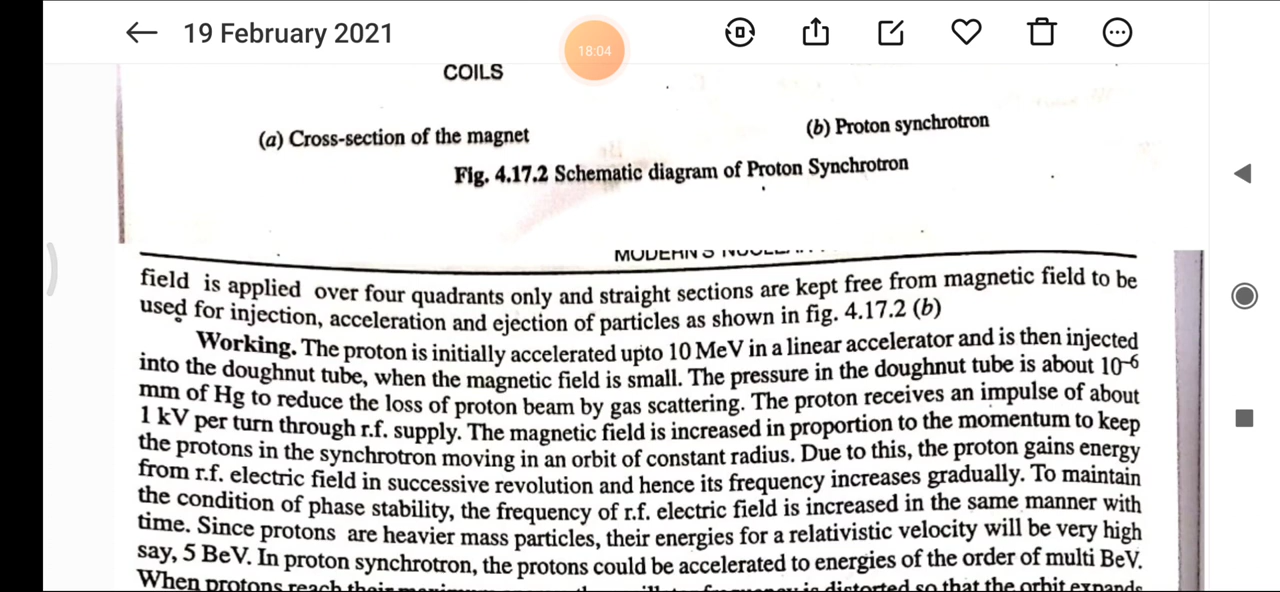 19 February 2021
18:04
COILS
(a) Cross-section of the magnet
(b) Proton synchrotron
Fig. 4.17.2 Schematic diagram of Proton Synchrotron
field is applied over four quadrants only and straight sections are kept free from magnetic field to be
used for injection, acceleration and ejection of particles as shown in fig. 4.17.2 (b)
Working. The proton is initially accelerated upto 10 MeV in a linear accelerator and is then injected
into the doughnut tube, when the magnetic field is small. The pressure in the doughnut tube is about 10⁻⁶
mm of Hg to reduce the loss of proton beam by gas scattering. The proton receives an impulse of about
1 kV per turn through r.f. supply. The magnetic field is increased in proportion to the momentum to keep
the protons in the synchrotron moving in an orbit of constant radius. Due to this, the proton gains energy
from r.f. electric field in successive revolution and hence its frequency increases gradually. To maintain
the condition of phase stability, the frequency of r.f. electric field is increased in the same manner with
time. Since protons are heavier mass particles, their energies for a relativistic velocity will be very high
say, 5 BeV. In proton synchrotron, the protons could be accelerated to energies of the order of multi BeV.
When protons reach their is distorted so that the orbit expands